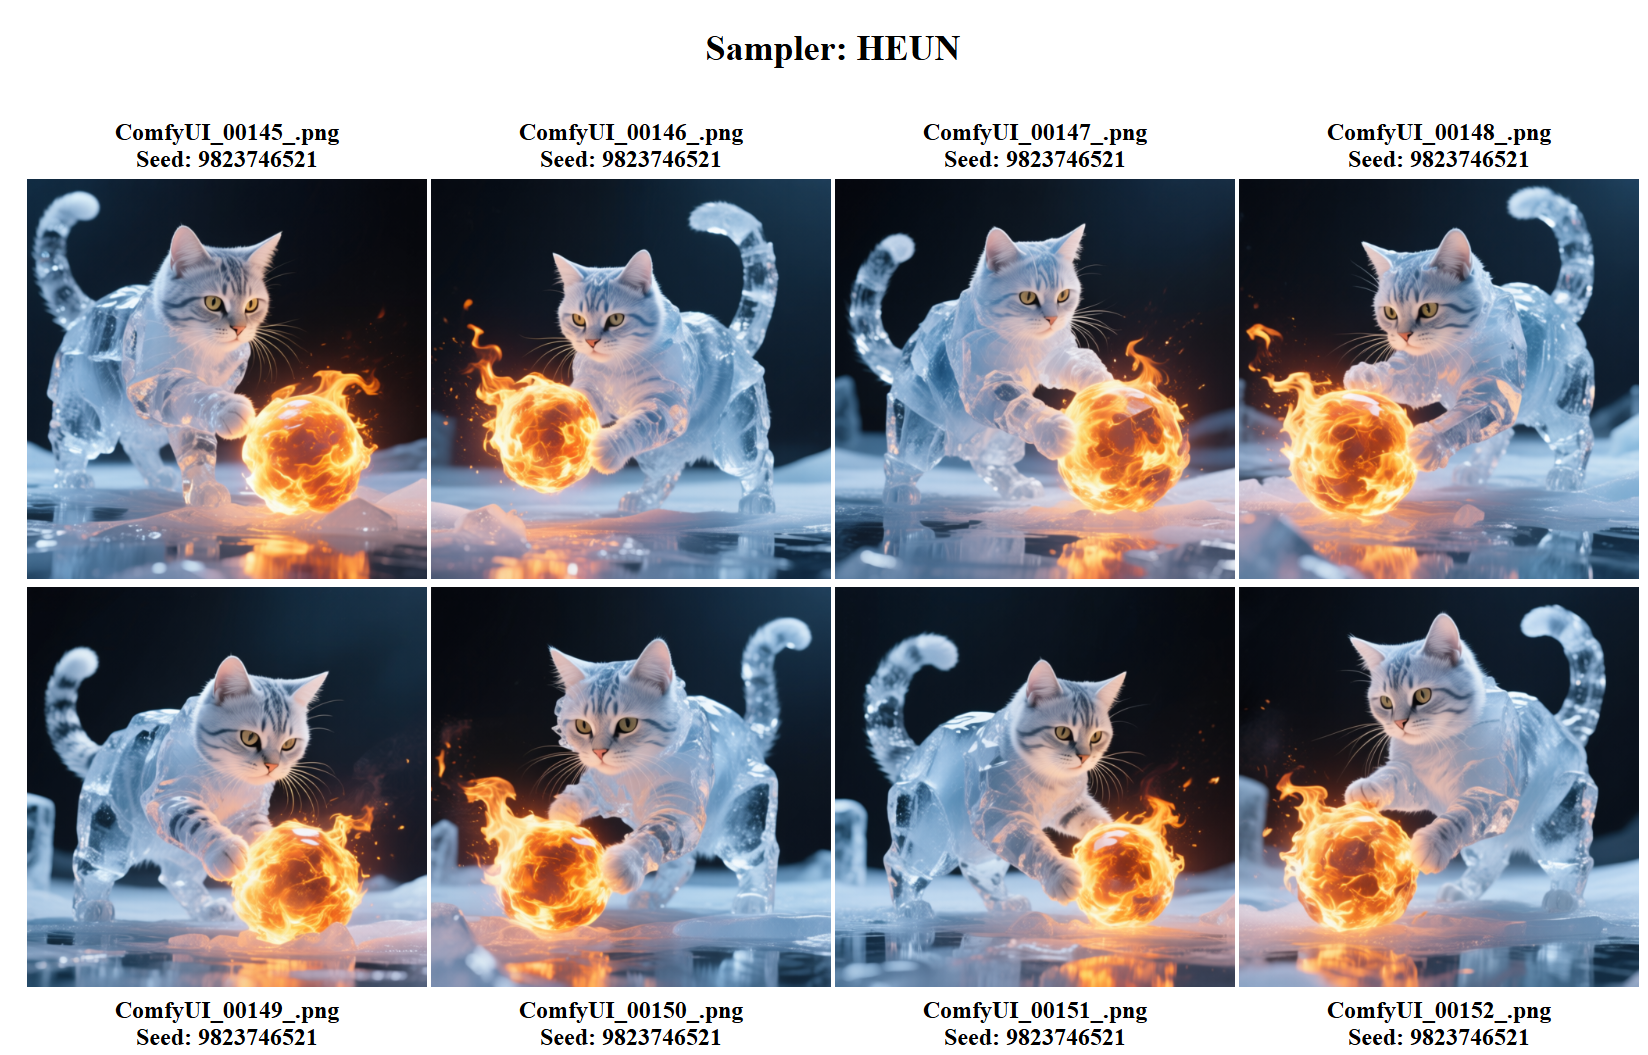 Sampler: HEUN
ComfyUI_00145_.png
Seed: 9823746521
ComfyUI_00146_.png
Seed: 9823746521
ComfyUI_00147_.png
Seed: 9823746521
ComfyUI_00148_.png
Seed: 9823746521
ComfyUI_00149_.png
Seed: 9823746521
ComfyUI_00150_.png
Seed: 9823746521
ComfyUI_00151_.png
Seed: 9823746521
ComfyUI_00152_.png
Seed: 9823746521